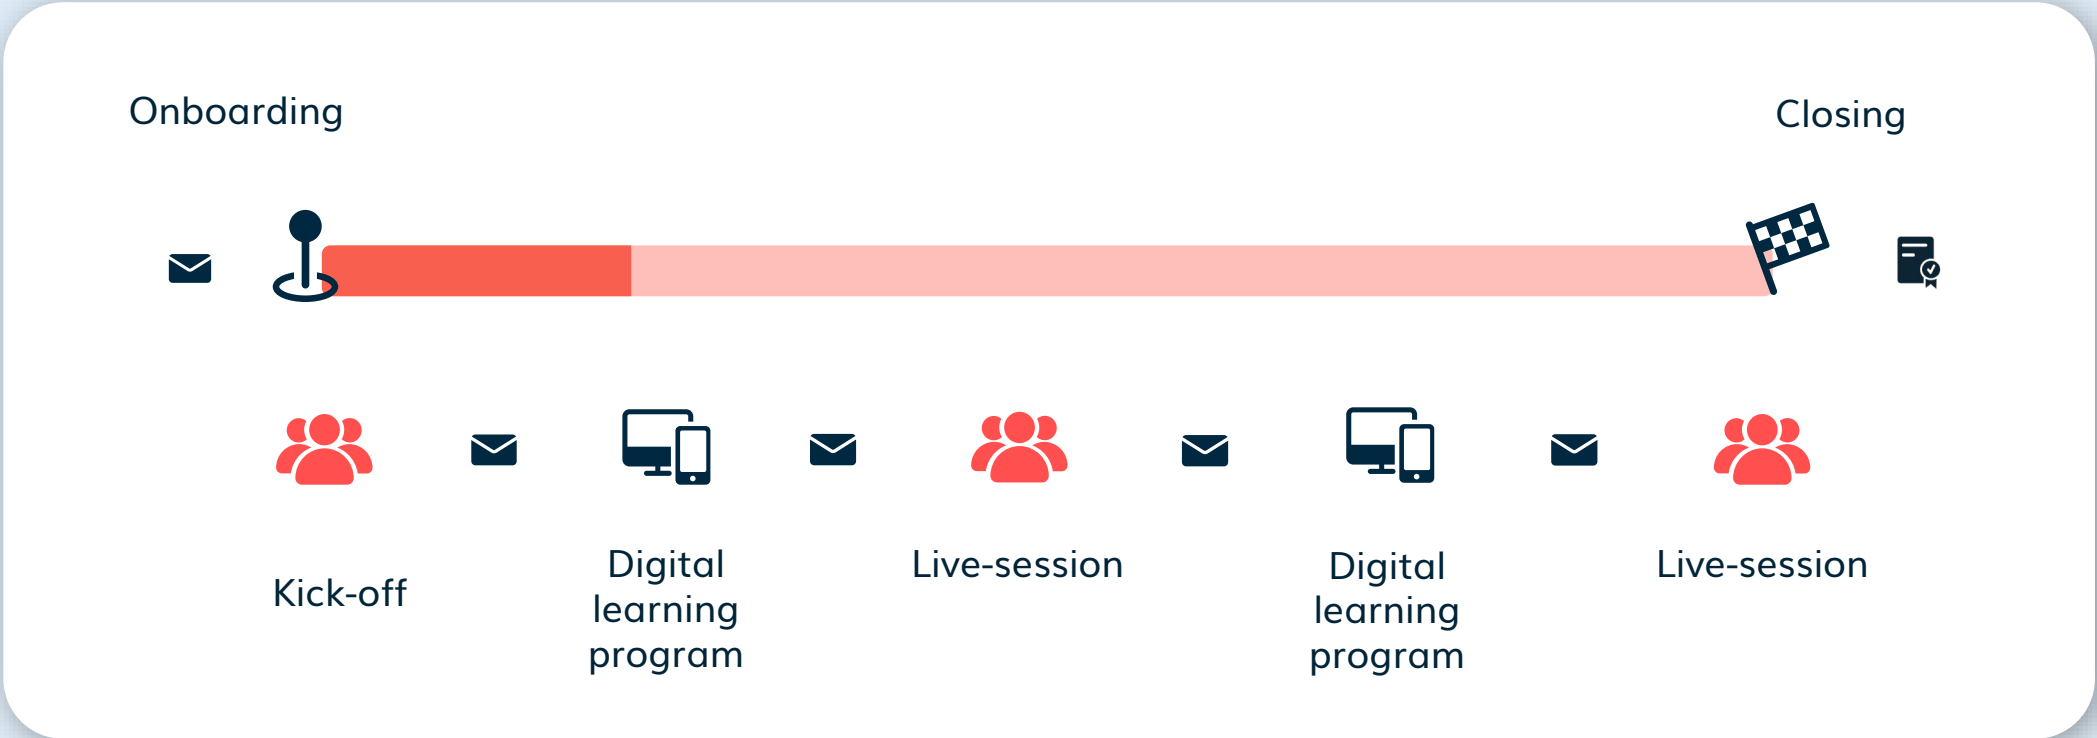 Onboarding
Closing
Kick-off
Digital
learning
program
Live-session
Digital
learning
program
Live-session